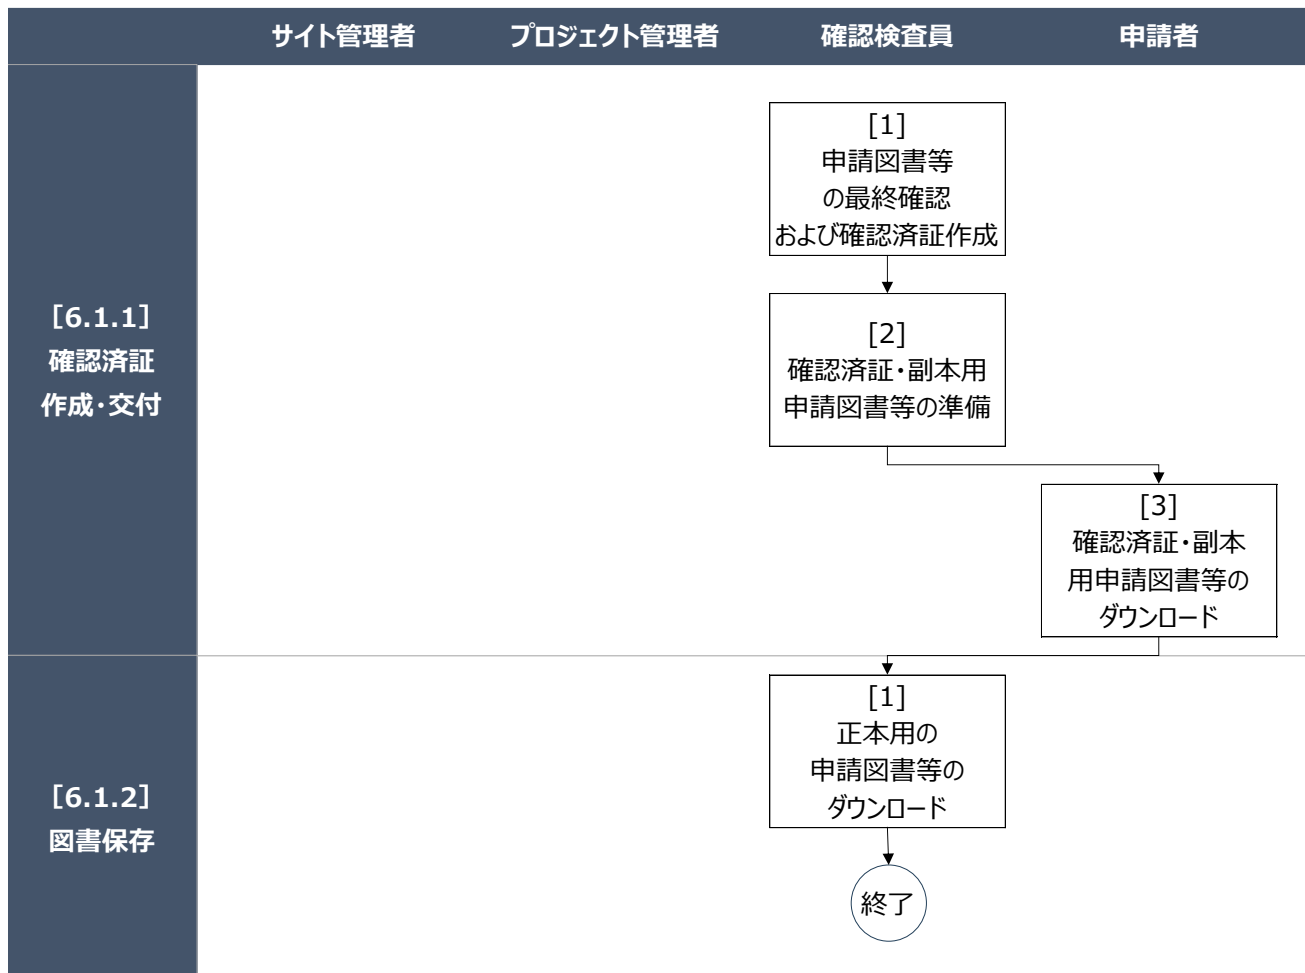 サイト管理者
プロジェクト管理者
確認検査員
申請者
[6.1.1]
確認済証
作成・交付
[1]
申請図書等
の最終確認
および確認済証作成
[2]
確認済証・副本用
申請図書等の準備
[3]
確認済証・副本
用申請図書等の
ダウンロード
[6.1.2]
図書保存
[1]
正本用の
申請図書等の
ダウンロード
終了